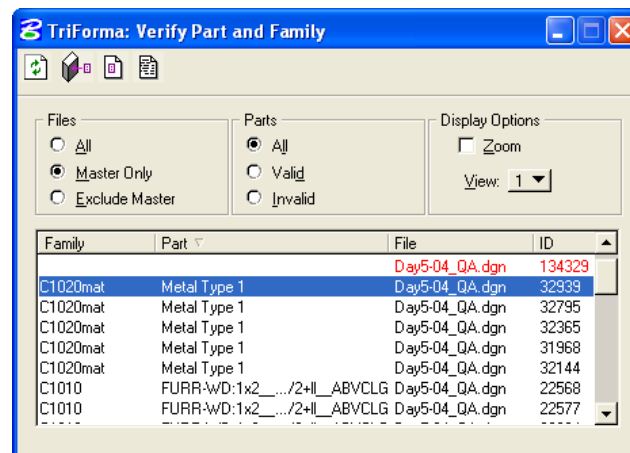 TriForma: Verify Part and Family
Files
All
Master Only
Exclude Master
Parts
All
Valid
Invalid
Display Options
Zoom
View: 1
Family Part File ID
Day5-04_QA.dgn 134329
C1020mat Metal Type 1 Day5-04_QA.dgn 32939
C1020mat Metal Type 1 Day5-04_QA.dgn 32795
C1020mat Metal Type 1 Day5-04_QA.dgn 32365
C1020mat Metal Type 1 Day5-04_QA.dgn 31968
C1020mat Metal Type 1 Day5-04_QA.dgn 32144
C1010 FURR-WD:1x2__.../2+II__ABVCLG Day5-04_QA.dgn 22568
C1010 FURR-WD:1x2__.../2+II__ABVCLG Day5-04_QA.dgn 22577